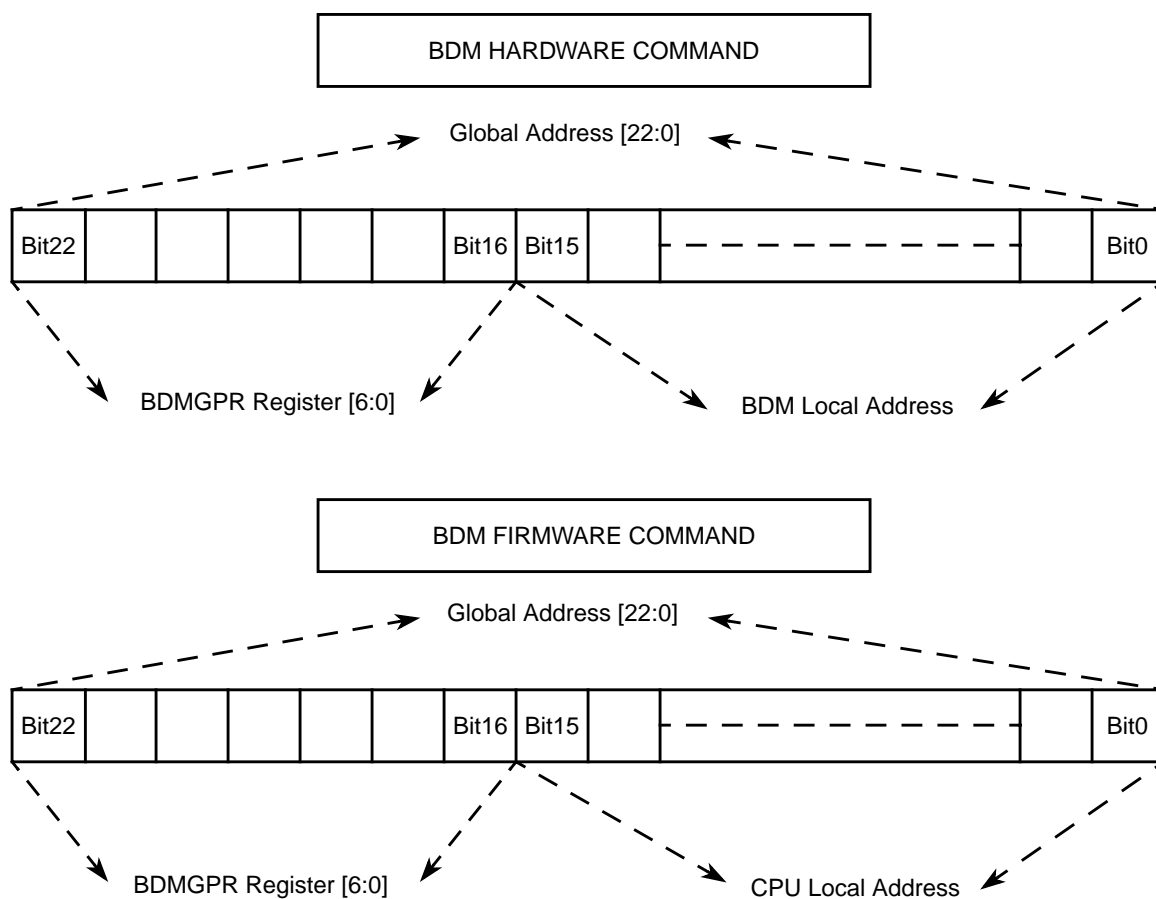 BDM HARDWARE COMMAND
Global Address [22:0]
Bit22 Bit16 Bit15 Bit0
BDMGPR Register [6:0] BDM Local Address
BDM FIRMWARE COMMAND
Global Address [22:0]
Bit22 Bit16 Bit15 Bit0
BDMGPR Register [6:0] CPU Local Address